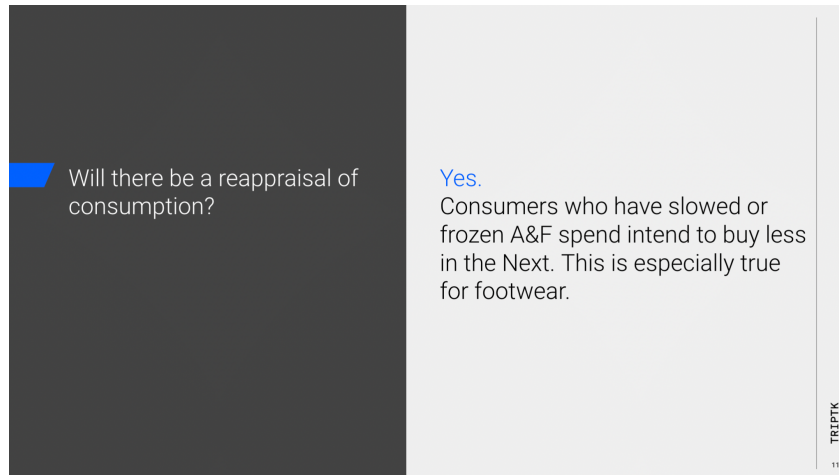 Will there be a reappraisal of
consumption?
Yes.
Consumers who have slowed or
frozen A&F spend intend to buy less
in the Next. This is especially true
for footwear.
TRIPTK
11